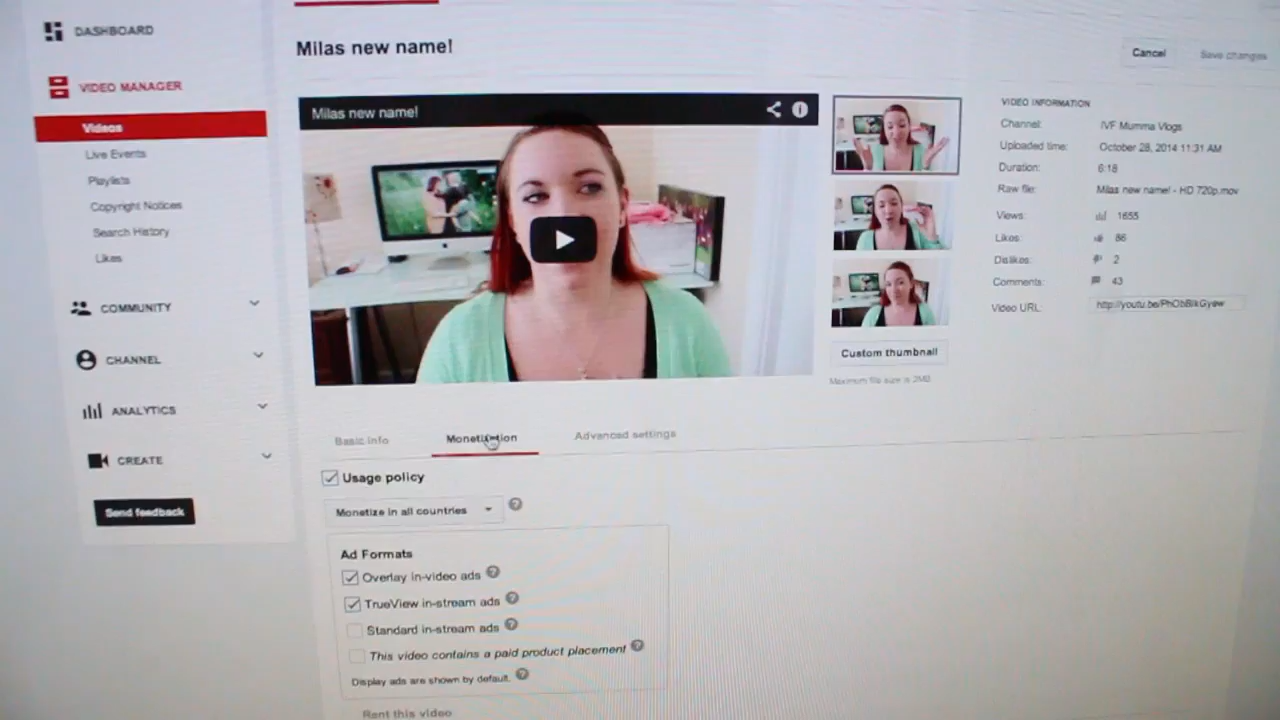 DASHBOARD
VIDEO MANAGER
Videos
Live Events
Playlists
Copyright Notices
Search History
Likes
COMMUNITY
CHANNEL
ANALYTICS
CREATE
Send feedback
Milas new name!
Cancel
Save changes
Milas new name!
Custom thumbnail
Maximum file size is 2MB
VIDEO INFORMATION
Channel: IVF Mumma Vlogs
Uploaded time: October 28, 2014 11:31 AM
Duration: 6:18
Raw file: Milas new name! - HD 720p.mov
Views: 1655
Likes: 86
Dislikes: 2
Comments: 43
Video URL:
Basic info
Monetization
Advanced settings
Usage policy
Monetize in all countries
Ad Formats
Overlay in-video ads
TrueView in-stream ads
Standard in-stream ads
This video contains a paid product placement
Display ads are shown by default.
Rent this video